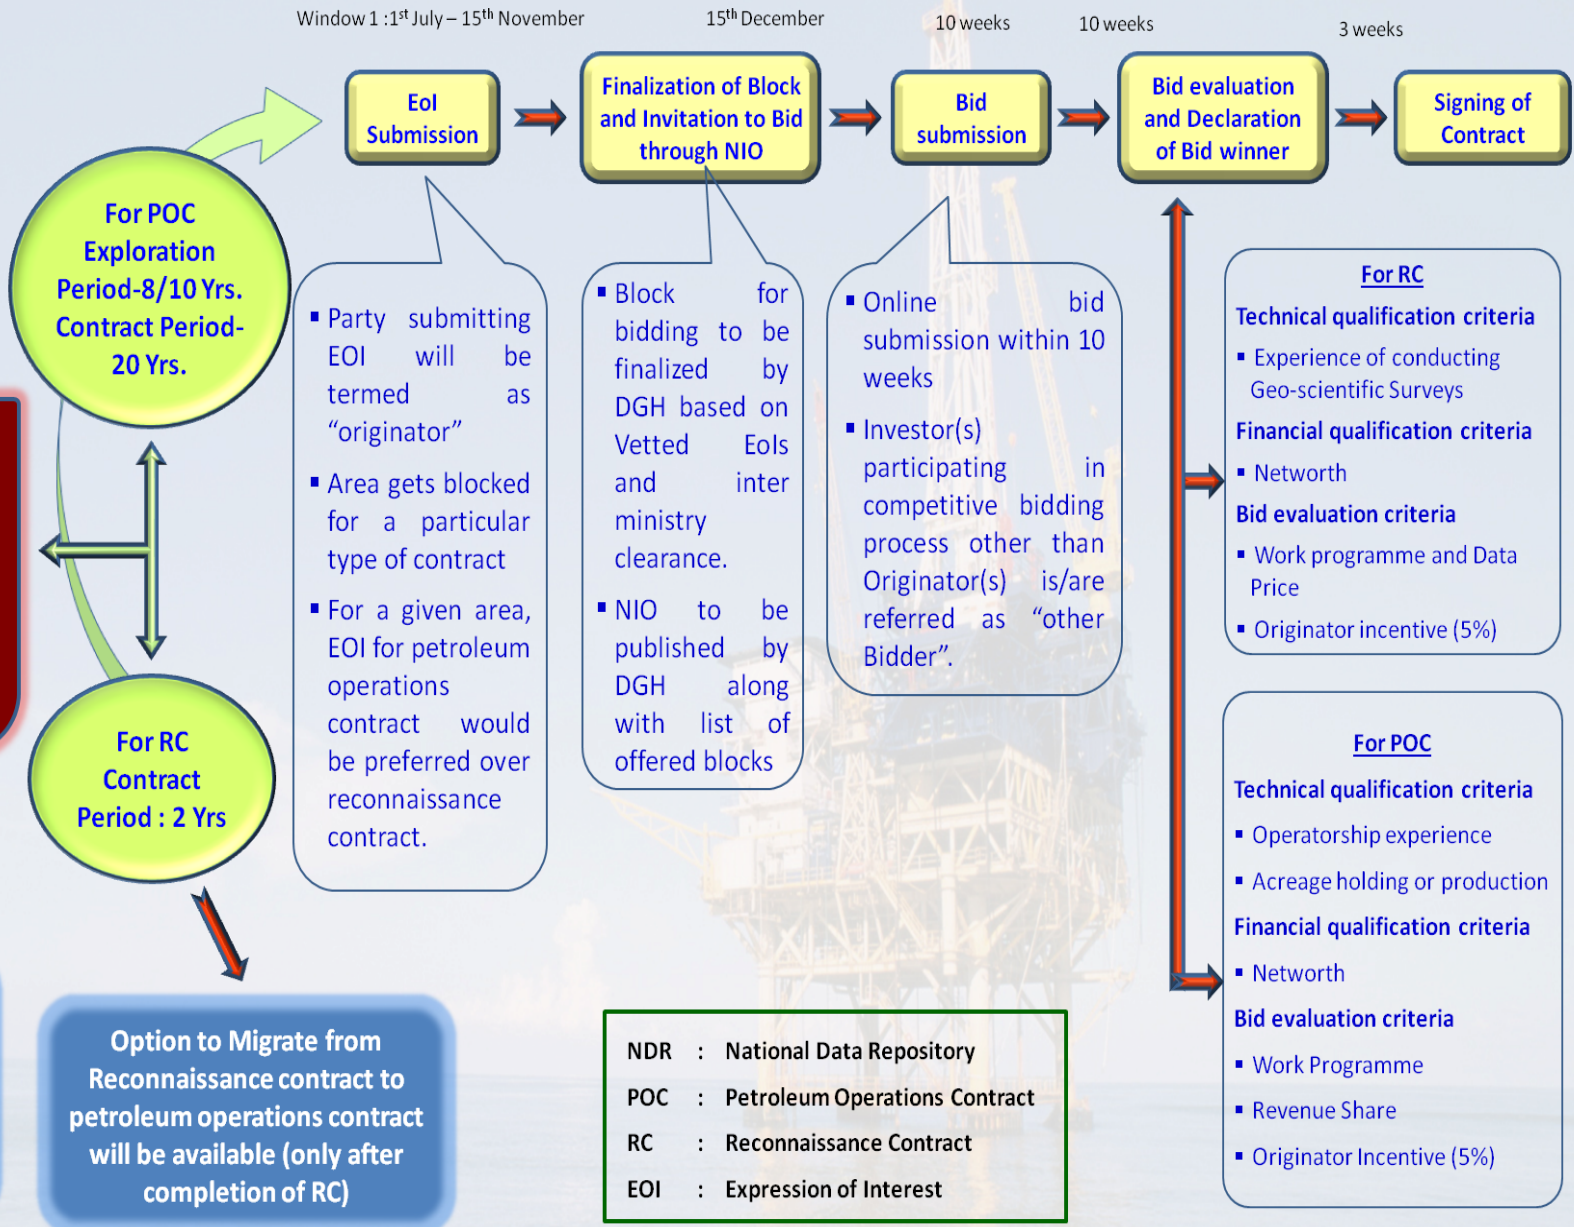 Window 1 :1st July – 15th November
15th December
10 weeks
10 weeks
3 weeks
EoI
Submission
Finalization of Block
and Invitation to Bid
through NIO
Bid
submission
Bid evaluation
and Declaration
of Bid winner
Signing of
Contract
For POC
Exploration
Period-8/10 Yrs.
Contract Period-
20 Yrs.
For RC
Contract
Period : 2 Yrs
▪ Party submitting
EOI will be
termed as
“originator”
▪ Area gets blocked
for a particular
type of contract
▪ For a given area,
EOI for petroleum
operations
contract would
be preferred over
reconnaissance
contract.
▪ Block for
bidding to be
finalized by
DGH based on
Vetted EoIs
and inter
ministry
clearance.
▪ NIO to be
published by
DGH along
with list of
offered blocks
▪ Online bid
submission within 10
weeks
▪ Investor(s)
participating in
competitive bidding
process other than
Originator(s) is/are
referred as “other
Bidder”.
For RC
Technical qualification criteria
▪ Experience of conducting
Geo-scientific Surveys
Financial qualification criteria
▪ Networth
Bid evaluation criteria
▪ Work programme and Data
Price
▪ Originator incentive (5%)
For POC
Technical qualification criteria
▪ Operatorship experience
▪ Acreage holding or production
Financial qualification criteria
▪ Networth
Bid evaluation criteria
▪ Work Programme
▪ Revenue Share
▪ Originator Incentive (5%)
Option to Migrate from
Reconnaissance contract to
petroleum operations contract
will be available (only after
completion of RC)
NDR : National Data Repository
POC : Petroleum Operations Contract
RC : Reconnaissance Contract
EOI : Expression of Interest